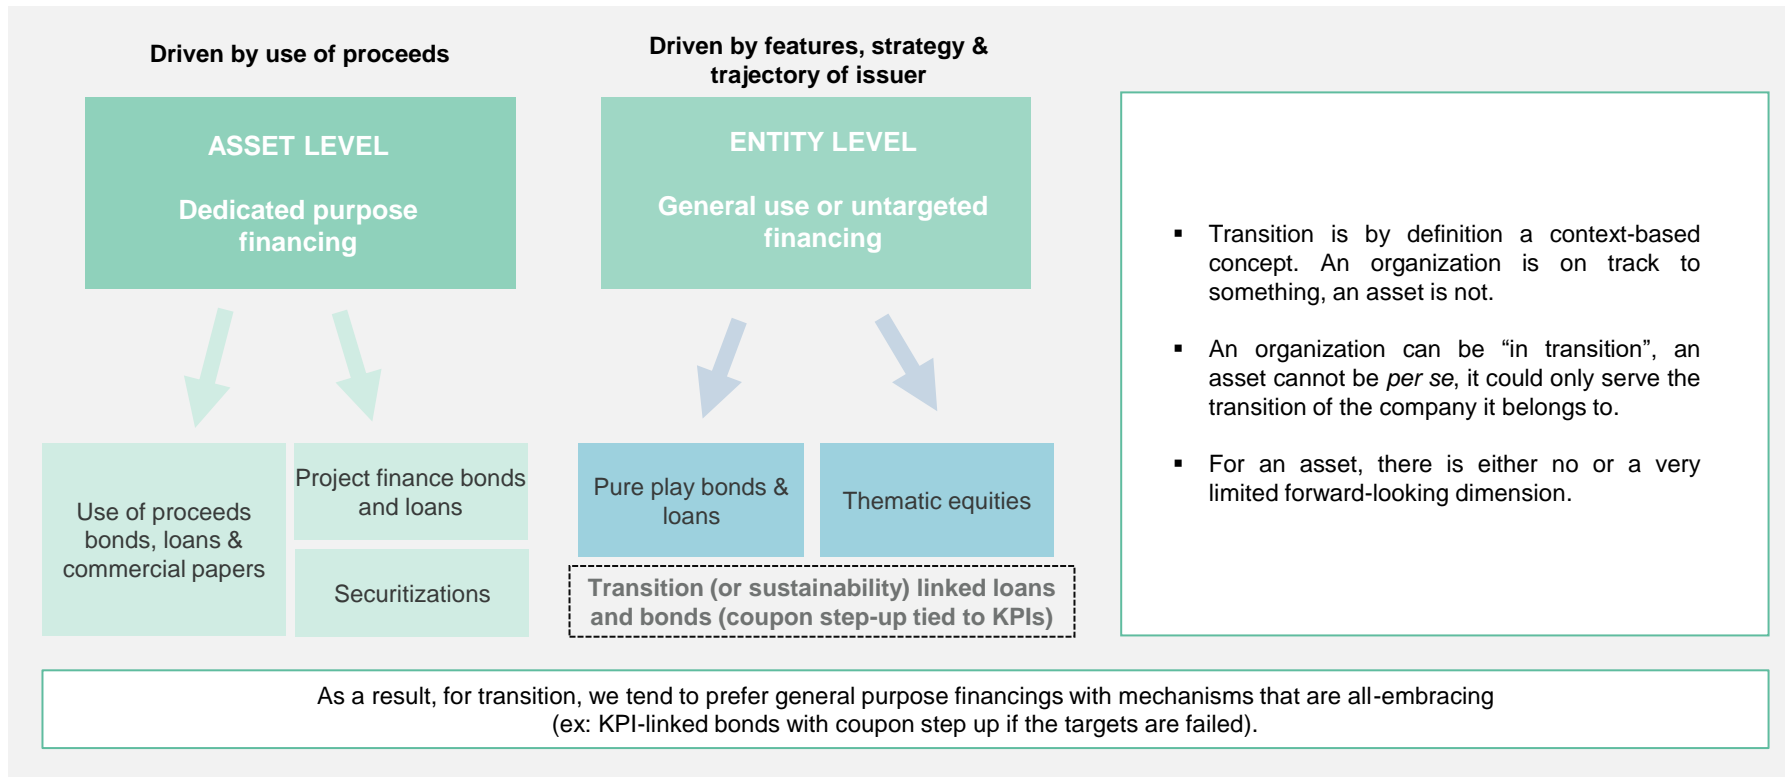 Driven by use of proceeds
Driven by features, strategy &
trajectory of issuer
ASSET LEVEL
Dedicated purpose
financing
ENTITY LEVEL
General use or untargeted
financing
Use of proceeds
bonds, loans &
commercial papers
Project finance bonds
and loans
Securitizations
Pure play bonds &
loans
Thematic equities
Transition (or sustainability) linked loans
and bonds (coupon step-up tied to KPIs)
▪ Transition is by definition a context-based
concept. An organization is on track to
something, an asset is not.
▪ An organization can be “in transition”, an
asset cannot be per se, it could only serve the
transition of the company it belongs to.
▪ For an asset, there is either no or a very
limited forward-looking dimension.
As a result, for transition, we tend to prefer general purpose financings with mechanisms that are all-embracing
(ex: KPI-linked bonds with coupon step up if the targets are failed).